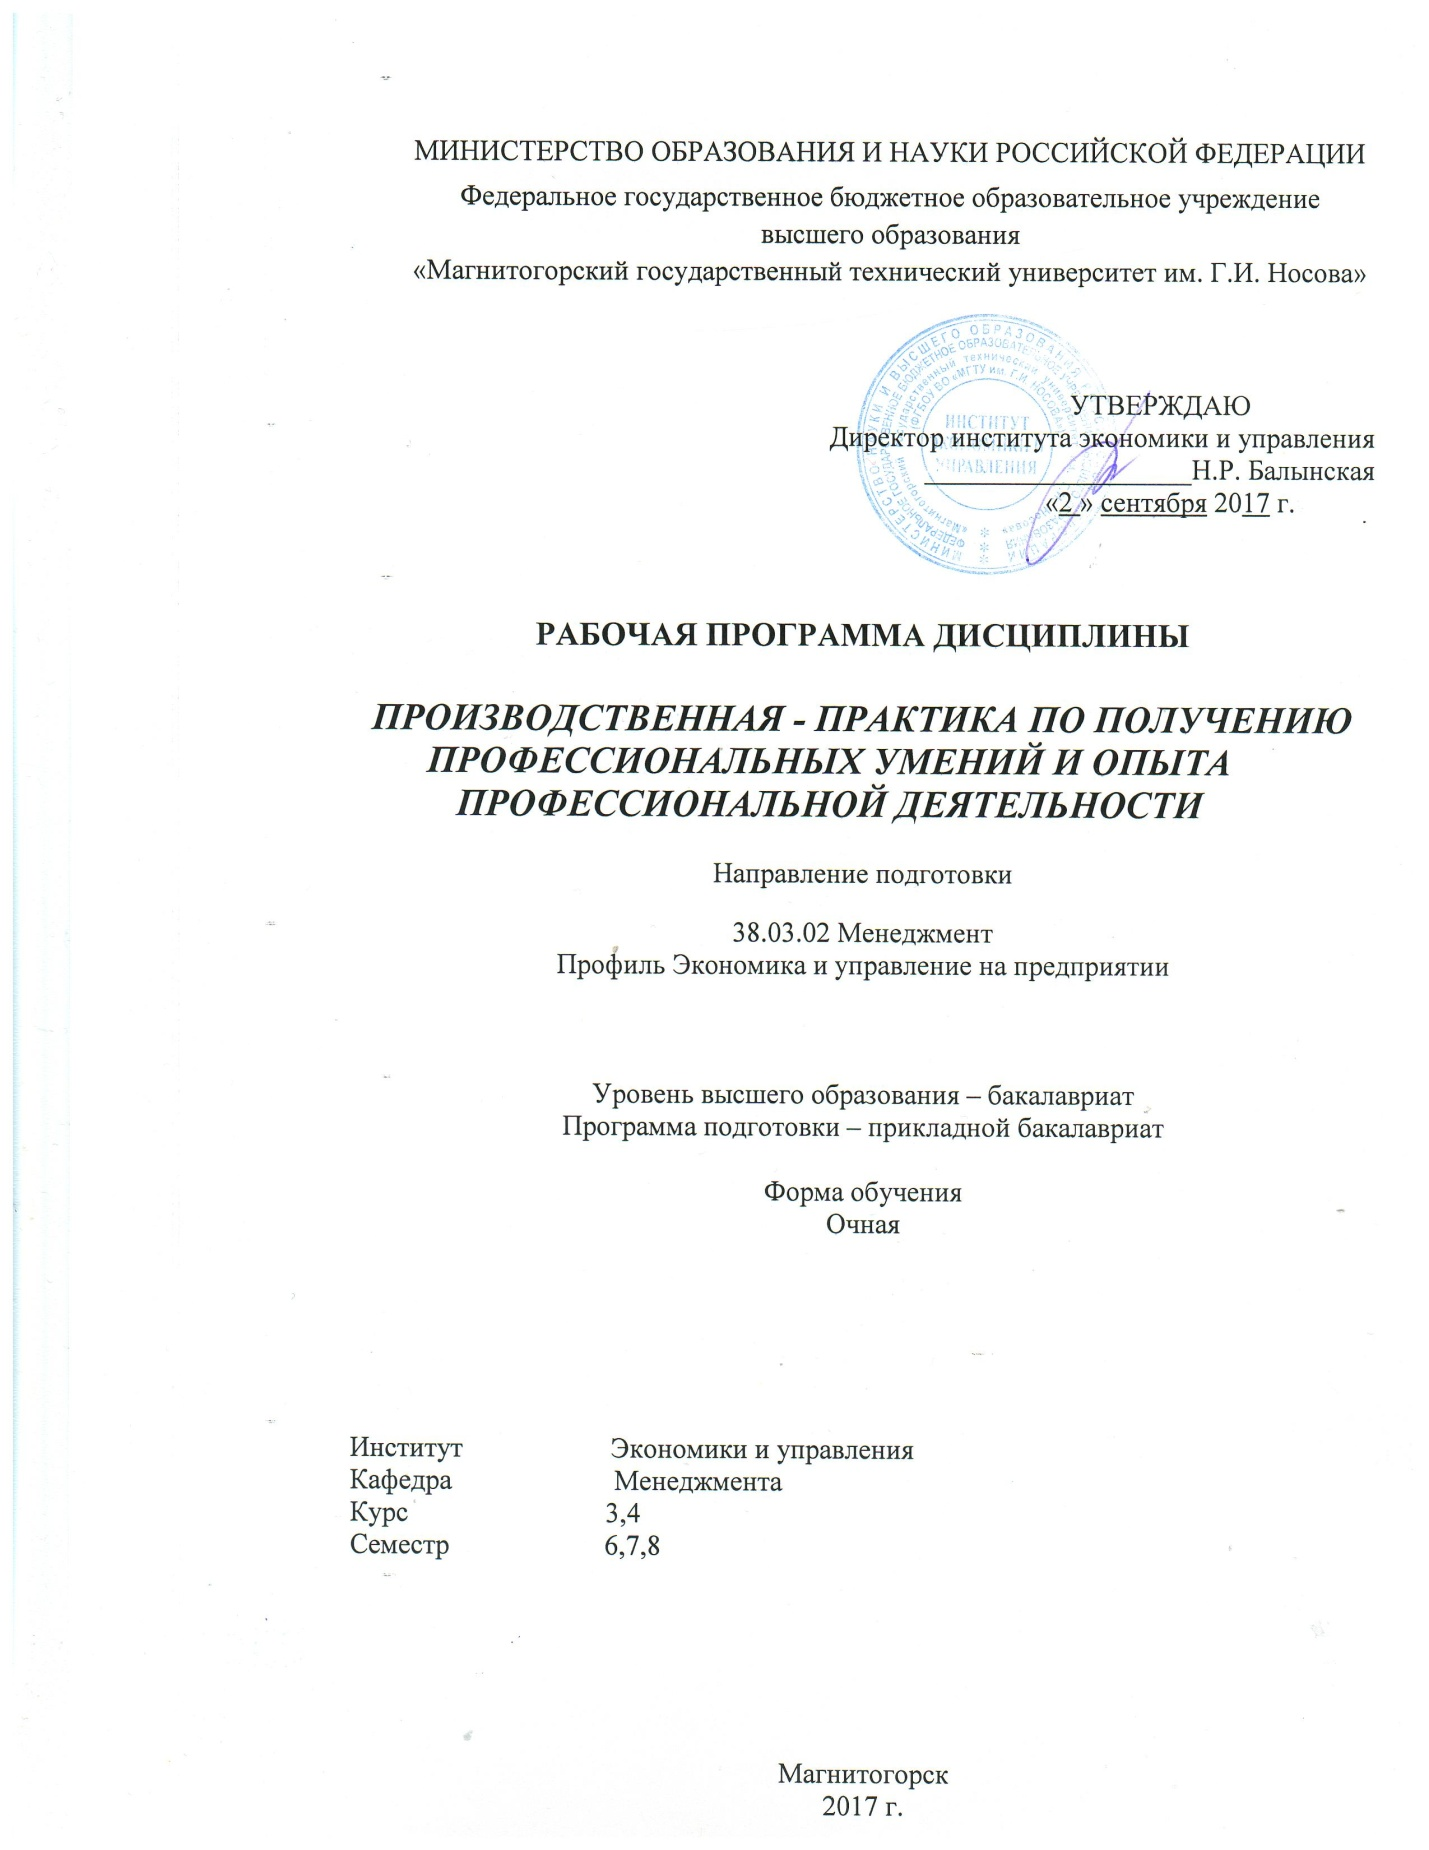 МИНИСТЕРСТВО ОБРАЗОВАНИЯ И НАУКИ РОССИЙСКОЙ ФЕДЕРАЦИИ
Федеральное государственное бюджетное образовательное учреждение
высшего образования
«Магнитогорский государственный технический университет им. Г.И. Носова»
ИНСТИТУТ
ЭКОНОМИКИ И
УПРАВЛЕНИЯ
УТВЕРЖДАЮ
Директор института экономики и управления
Н.Р. Балынская
«2 » сентября 2017 г.
РАБОЧАЯ ПРОГРАММА ДИСЦИПЛИНЫ
ПРОИЗВОДСТВЕННАЯ - ПРАКТИКА ПО ПОЛУЧЕНИЮ
ПРОФЕССИОНАЛЬНЫХ УМЕНИЙ И ОПЫТА
ПРОФЕССИОНАЛЬНОЙ ДЕЯТЕЛЬНОСТИ
Направление подготовки
38.03.02 Менеджмент
Профиль Экономика и управление на предприятии
Уровень высшего образования – бакалавриат
Программа подготовки – прикладной бакалавриат
Форма обучения
Очная
Институт Экономики и управления
Кафедра Менеджмента
Курс 3,4
Семестр 6,7,8
Магнитогорск
2017 г.